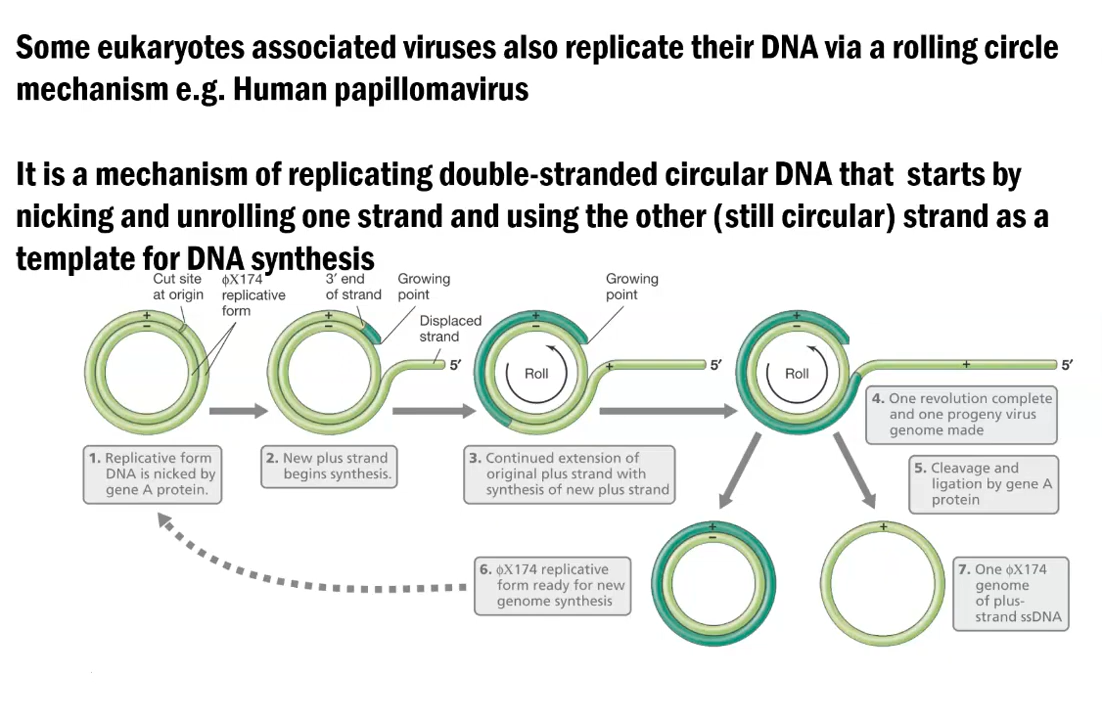 Some eukaryotes associated viruses also replicate their DNA via a rolling circle
mechanism e.g. Human papillomavirus
It is a mechanism of replicating double-stranded circular DNA that  starts by
nicking and unrolling one strand and using the other (still circular) strand as a
template for DNA synthesis
Cut site
at origin
ϕX174
replicative
form
3′ end
of strand
Growing
point
Displaced
strand
Growing
point
+
–
+
–
5′
+
–
Roll
+
5′
+
–
Roll
+
5′
1. Replicative form
DNA is nicked by
gene A protein.
2. New plus strand
begins synthesis.
3. Continued extension of
original plus strand with
synthesis of new plus strand
4. One revolution complete
and one progeny virus
genome made
5. Cleavage and
ligation by gene A
protein
+
–
+
6. ϕX174 replicative
form ready for new
genome synthesis
7. One ϕX174
genome
of plus-
strand ssDNA